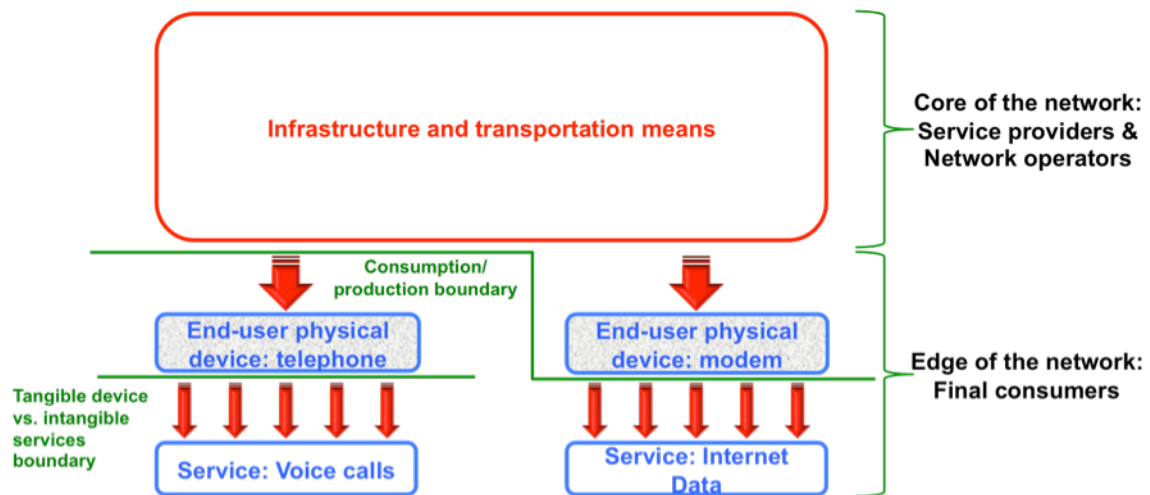 Infrastructure and transportation means
Core of the network:
Service providers &
Network operators
Consumption/
production boundary
End-user physical
device: telephone
End-user physical
device: modem
Edge of the network:
Final consumers
Tangible device
vs. intangible
services
boundary
Service: Voice calls
Service: Internet
Data